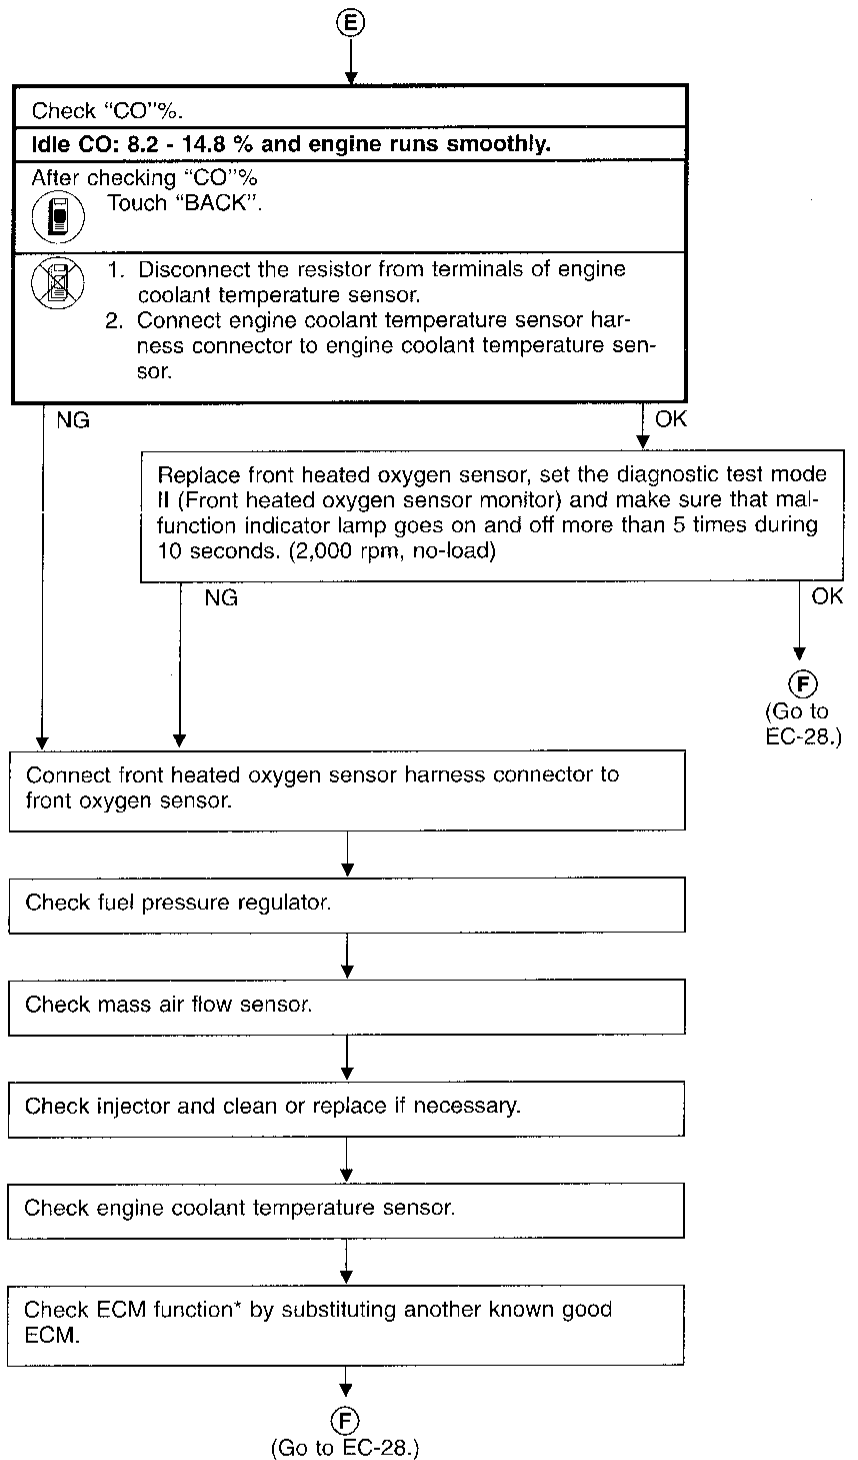 E
Check “CO”%.
Idle CO: 8.2 - 14.8 % and engine runs smoothly.
After checking “CO”%
Touch “BACK”.
1. Disconnect the resistor from terminals of engine
coolant temperature sensor.
2. Connect engine coolant temperature sensor har-
ness connector to engine coolant temperature sen-
sor.
NG
OK
Replace front heated oxygen sensor, set the diagnostic test mode
II (Front heated oxygen sensor monitor) and make sure that mal-
function indicator lamp goes on and off more than 5 times during
10 seconds. (2,000 rpm, no-load)
NG
OK
F
(Go to
EC-28.)
Connect front heated oxygen sensor harness connector to
front oxygen sensor.
Check fuel pressure regulator.
Check mass air flow sensor.
Check injector and clean or replace if necessary.
Check engine coolant temperature sensor.
Check ECM function* by substituting another known good
ECM.
F
(Go to EC-28.)